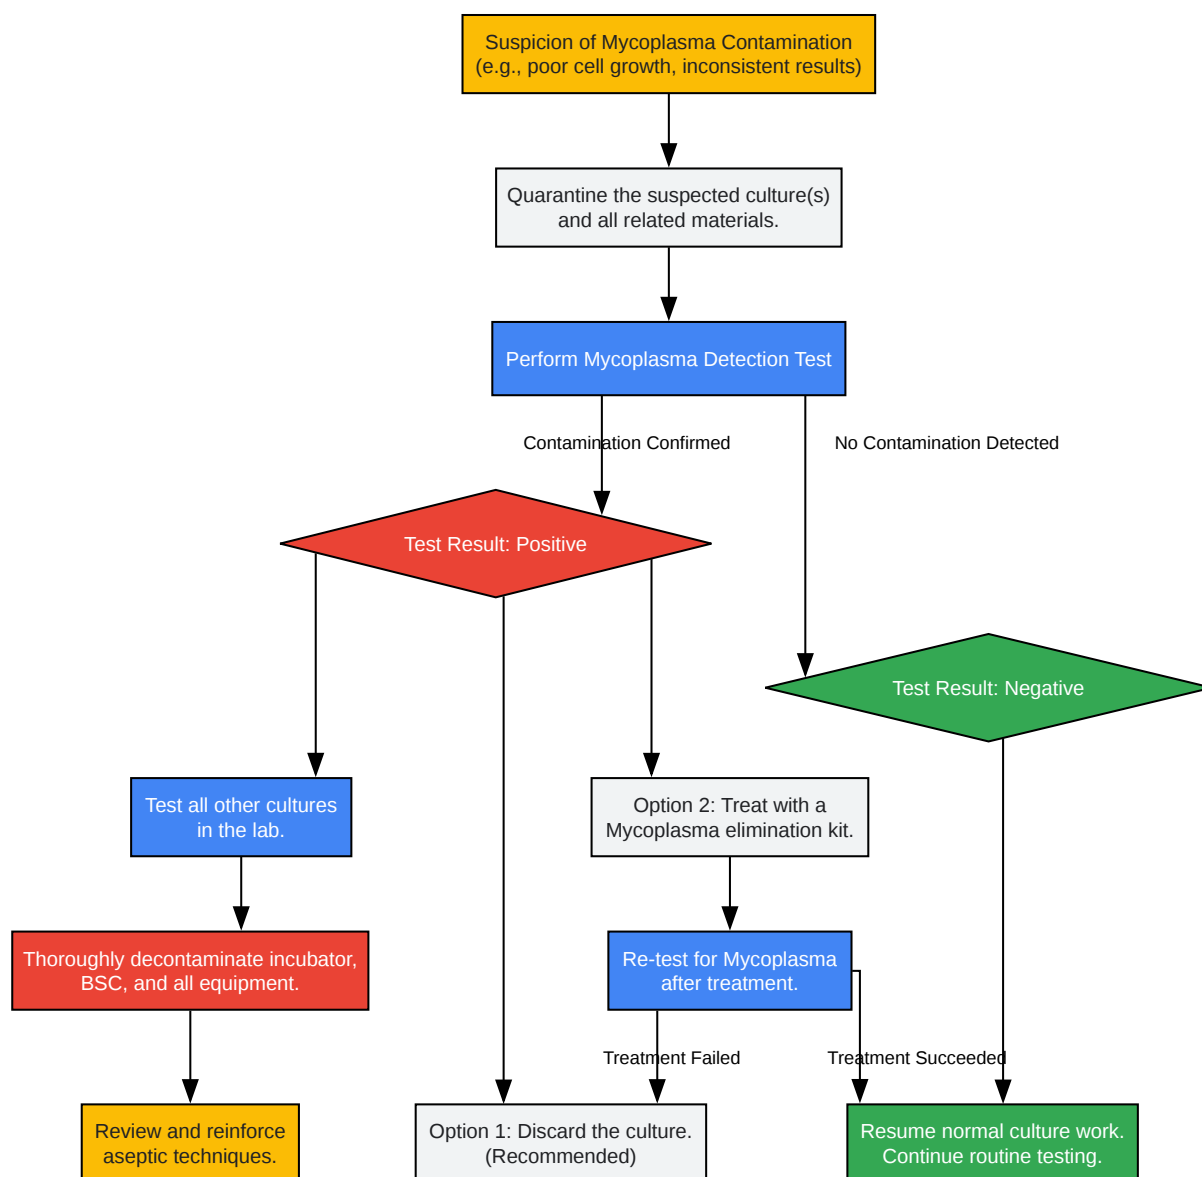 Suspicion of Mycoplasma Contamination
(e.g., poor cell growth, inconsistent results)
Quarantine the suspected culture(s)
and all related materials.
Perform Mycoplasma Detection Test
Contamination Confirmed
No Contamination Detected
Test Result: Positive
Test Result: Negative
Test all other cultures
in the lab.
Option 2: Treat with a
Mycoplasma elimination kit.
Thoroughly decontaminate incubator,
BSC, and all equipment.
Re-test for Mycoplasma
after treatment.
Treatment Failed
Treatment Succeeded
Review and reinforce
aseptic techniques.
Option 1: Discard the culture.
(Recommended)
Resume normal culture work.
Continue routine testing.